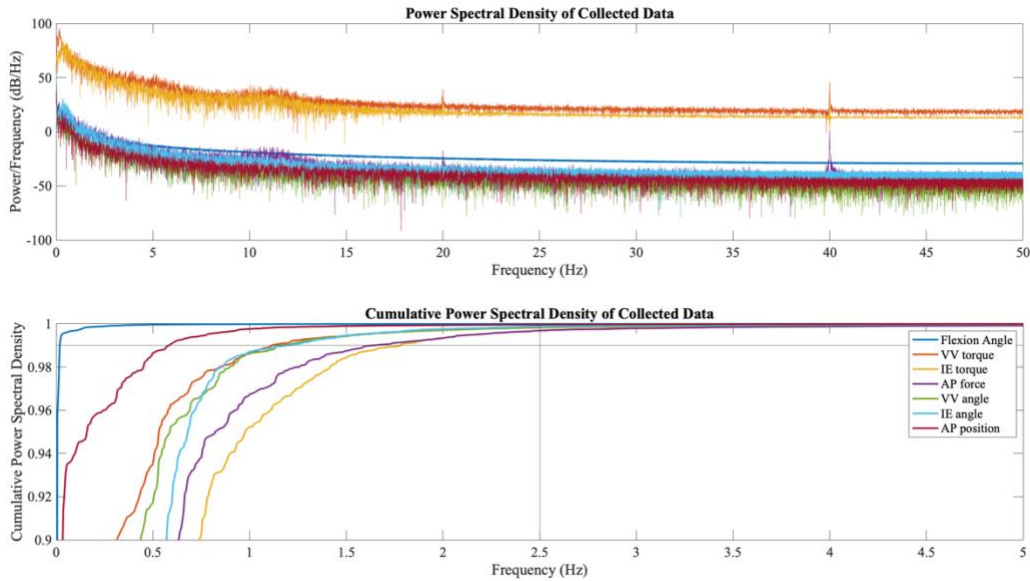 Power Spectral Density of Collected Data
Power/Frequency (dB/Hz)
100
50
0
-50
-100
0 5 10 15 20 25 30 35 40 45 50
Frequency (Hz)
Cumulative Power Spectral Density of Collected Data
Cumulative Power Spectral Density
1
0.98
0.96
0.94
0.92
0.9
Flexion Angle
VV torque
IE torque
AP force
VV angle
IE angle
AP position
0 0.5 1 1.5 2 2.5 3 3.5 4 4.5 5
Frequency (Hz)